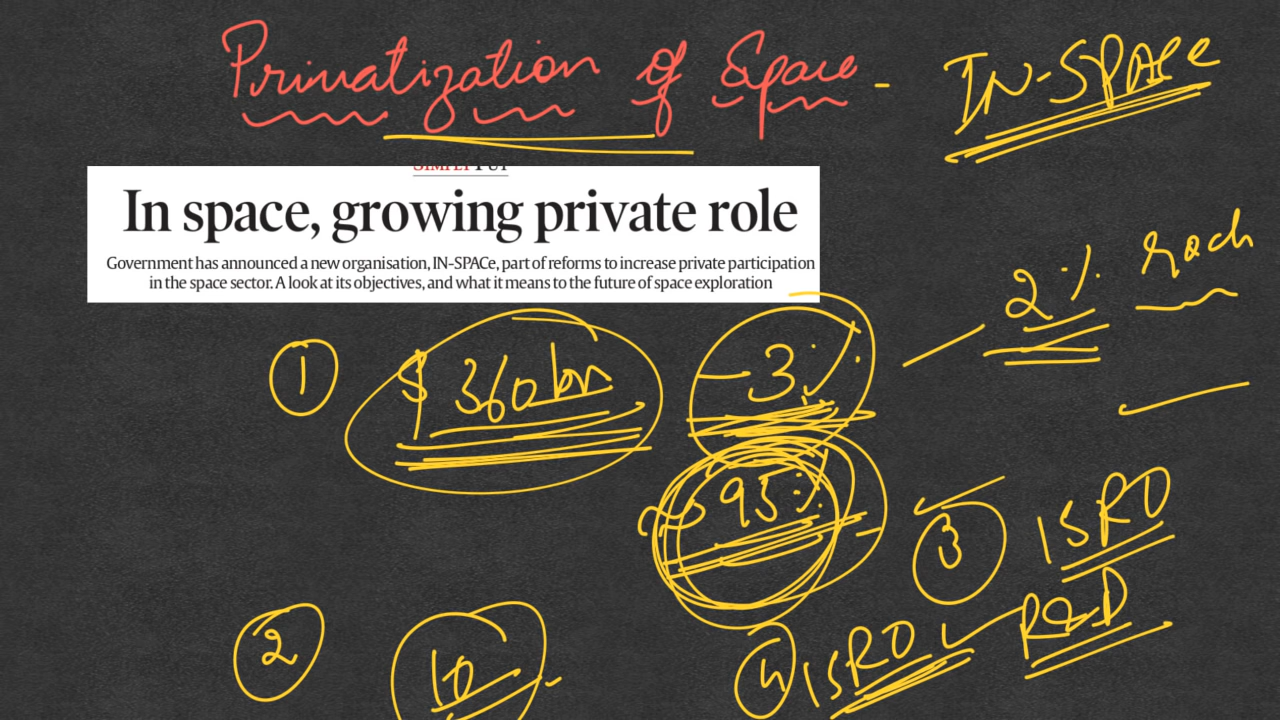 Privatization of Space - IN-SPACe
SIMPLY PUT
In space, growing private role
Government has announced a new organisation, IN-SPACe, part of reforms to increase private participation
in the space sector. A look at its objectives, and what it means to the future of space exploration
2%
1 $ 360 bn - 3%
95%
3 ISRO
R&D
2 10 4 ISRO